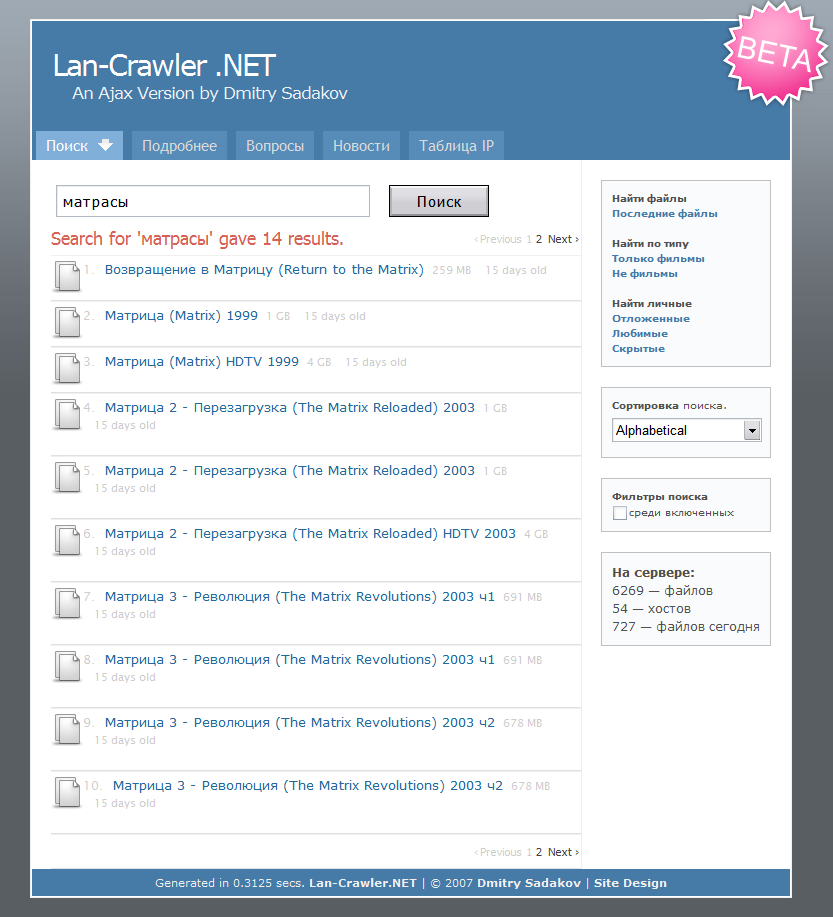 BETA
Lan-Crawler .NET
An Ajax Version by Dmitry Sadakov
Поиск Подробнее Вопросы Новости Таблица IP
матрасы Поиск
Search for 'матрасы' gave 14 results. ‹ Previous 1 2 Next ›
1. Возвращение в Матрицу (Return to the Matrix) 259 MB 15 days old
2. Матрица (Matrix) 1999 1 GB 15 days old
3. Матрица (Matrix) HDTV 1999 4 GB 15 days old
4. Матрица 2 - Перезагрузка (The Matrix Reloaded) 2003 1 GB
15 days old
5. Матрица 2 - Перезагрузка (The Matrix Reloaded) 2003 1 GB
15 days old
6. Матрица 2 - Перезагрузка (The Matrix Reloaded) HDTV 2003 4 GB
15 days old
7. Матрица 3 - Революция (The Matrix Revolutions) 2003 ч1 691 MB
15 days old
8. Матрица 3 - Революция (The Matrix Revolutions) 2003 ч1 691 MB
15 days old
9. Матрица 3 - Революция (The Matrix Revolutions) 2003 ч2 678 MB
15 days old
10. Матрица 3 - Революция (The Matrix Revolutions) 2003 ч2 678 MB
15 days old
‹ Previous 1 2 Next ›
Найти файлы
Последние файлы
Найти по типу
Только фильмы
Не фильмы
Найти личные
Отложенные
Любимые
Скрытые
Сортировка поиска.
Alphabetical
Фильтры поиска
среди включенных
На сервере:
6269 — файлов
54 — хостов
727 — файлов сегодня
Generated in 0.3125 secs. Lan-Crawler.NET | © 2007 Dmitry Sadakov | Site Design